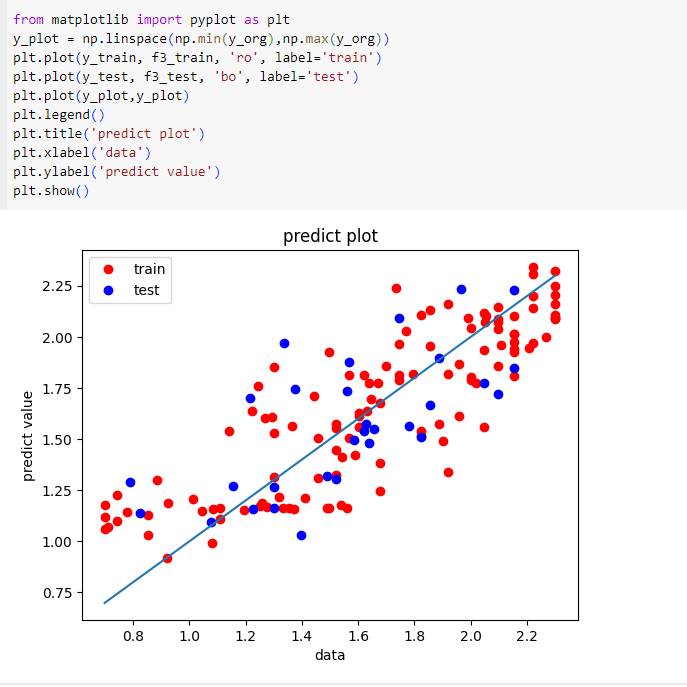 from matplotlib import pyplot as plt
y_plot = np.linspace(np.min(y_org),np.max(y_org))
plt.plot(y_train, f3_train, 'ro', label='train')
plt.plot(y_test, f3_test, 'bo', label='test')
plt.plot(y_plot,y_plot)
plt.legend()
plt.title('predict plot')
plt.xlabel('data')
plt.ylabel('predict value')
plt.show()
predict plot
train
test
2.25
2.00
1.75
1.50
1.25
1.00
0.75
predict value
0.8 1.0 1.2 1.4 1.6 1.8 2.0 2.2
data